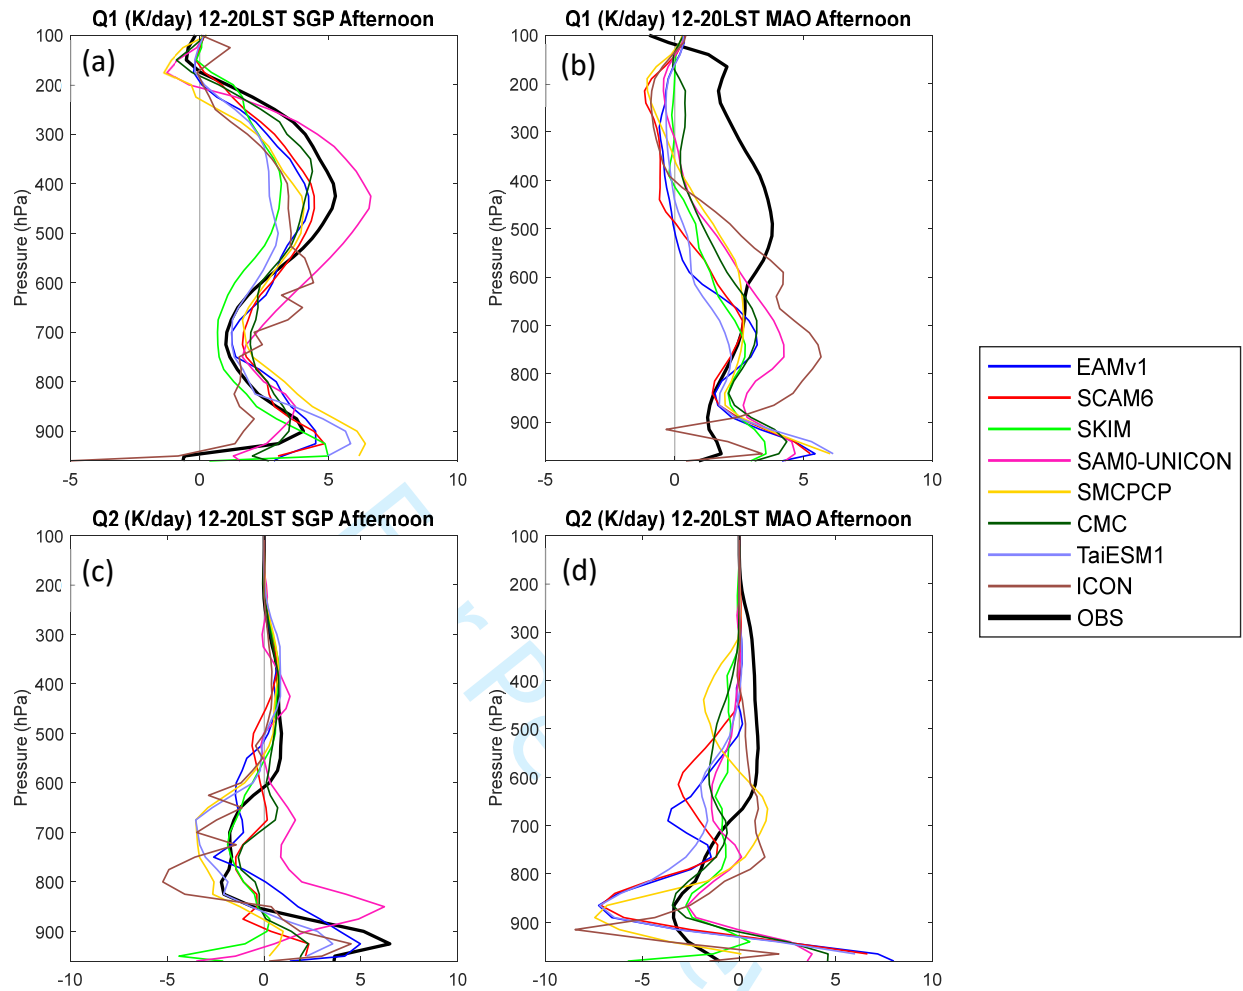 Q1 (K/day) 12-20LST SGP Afternoon
Q1 (K/day) 12-20LST MAO Afternoon
(a)
(b)
100
200
300
400
500
600
700
800
900
Pressure (hPa)
-5
0
5
10
100
200
300
400
500
600
700
800
900
Pressure (hPa)
-5
0
5
10
EAMv1
SCAM6
SKIM
SAM0-UNICON
SMCPCP
CMC
TaiESM1
ICON
OBS
Q2 (K/day) 12-20LST SGP Afternoon
Q2 (K/day) 12-20LST MAO Afternoon
(c)
(d)
100
200
300
400
500
600
700
800
900
Pressure (hPa)
-10
-5
0
5
10
100
200
300
400
500
600
700
800
900
Pressure (hPa)
-10
-5
0
5
10